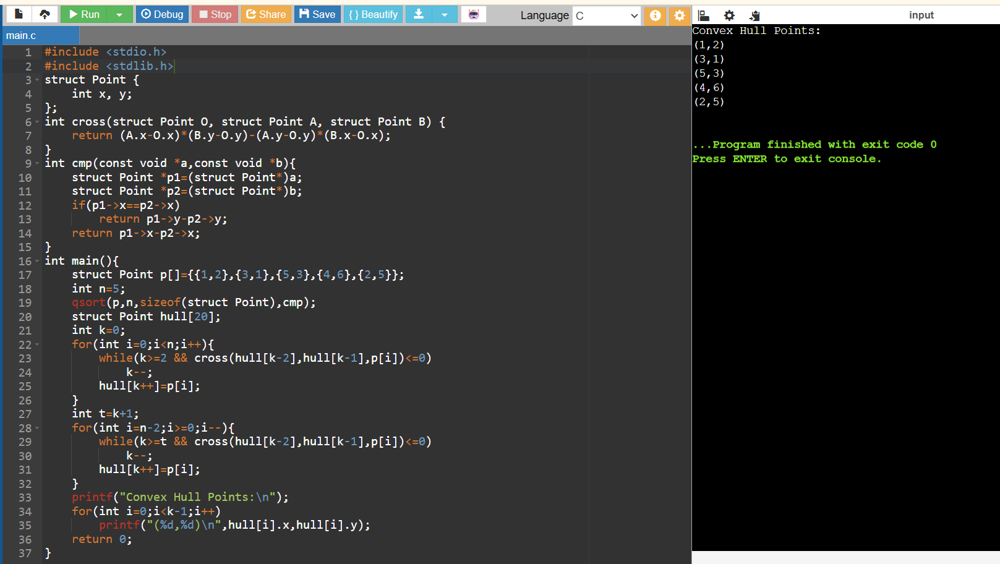 Run Debug Stop Share Save { } Beautify Language C
input
main.c
1 #include <stdio.h>
2 #include <stdlib.h>
3 struct Point {
4     int x, y;
5 };
6 int cross(struct Point O, struct Point A, struct Point B) {
7     return (A.x-O.x)*(B.y-O.y)-(A.y-O.y)*(B.x-O.x);
8 }
9 int cmp(const void *a,const void *b){
10     struct Point *p1=(struct Point*)a;
11     struct Point *p2=(struct Point*)b;
12     if(p1->x==p2->x)
13         return p1->y-p2->y;
14     return p1->x-p2->x;
15 }
16 int main(){
17     struct Point p[]={{1,2},{3,1},{5,3},{4,6},{2,5}};
18     int n=5;
19     qsort(p,n,sizeof(struct Point),cmp);
20     struct Point hull[20];
21     int k=0;
22     for(int i=0;i<n;i++){
23         while(k>=2 && cross(hull[k-2],hull[k-1],p[i])<=0)
24             k--;
25         hull[k++]=p[i];
26     }
27     int t=k+1;
28     for(int i=n-2;i>=0;i--){
29         while(k>=t && cross(hull[k-2],hull[k-1],p[i])<=0)
30             k--;
31         hull[k++]=p[i];
32     }
33     printf("Convex Hull Points:\n");
34     for(int i=0;i<k-1;i++)
35         printf("(%d,%d)\n",hull[i].x,hull[i].y);
36     return 0;
37 }
Convex Hull Points:
(1,2)
(3,1)
(5,3)
(4,6)
(2,5)
...Program finished with exit code 0
Press ENTER to exit console.